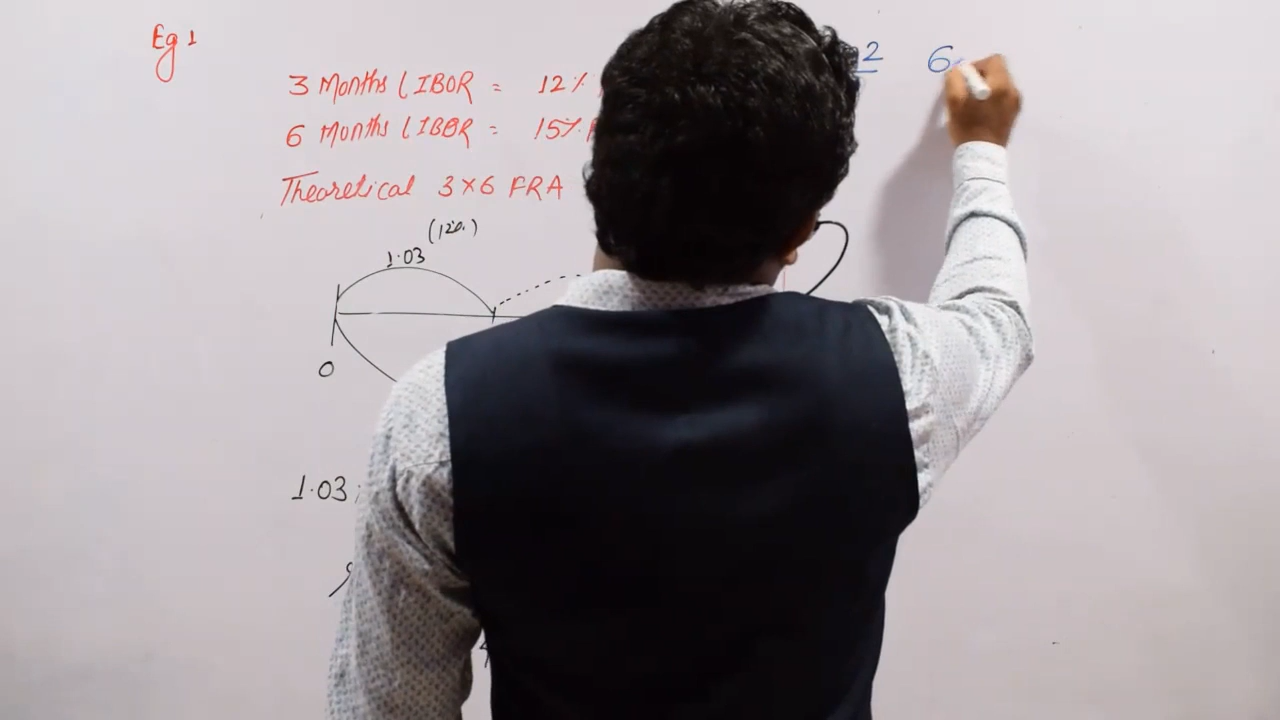 Eg 1
2 6
3 Months LIBOR = 12%
6 Months LIBOR = 15%
Theoretical 3×6 FRA
(12%)
1.03
0
1.03